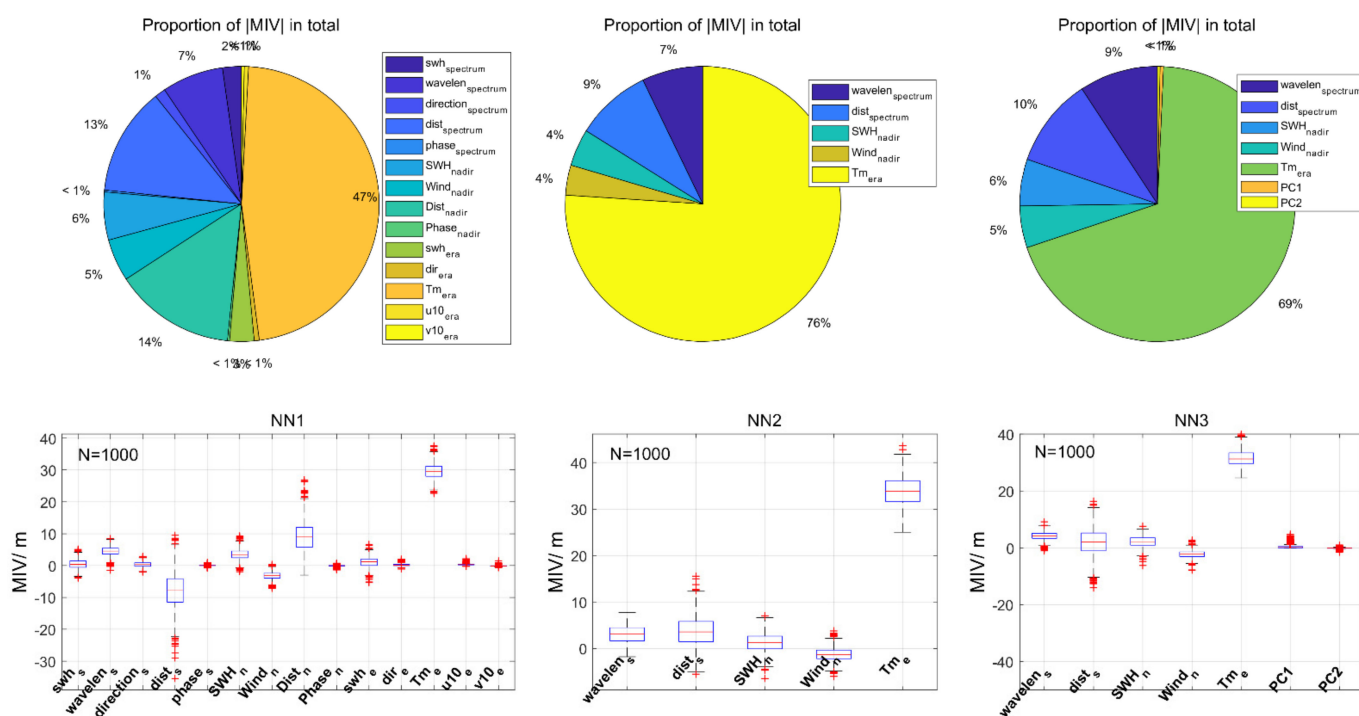 Proportion of |MIV| in total
2%
7%
1%
13%
< 1%
6%
5%
14%
< 1%
< 1%
47%
swh_spectrum
wavelen_spectrum
direction_spectrum
dist_spectrum
phase_spectrum
SWH_nadir
Wind_nadir
Dist_nadir
Phase_nadir
swh_era
dir_era
Tm_era
u10_era
v10_era
Proportion of |MIV| in total
7%
9%
4%
4%
76%
wavelen_spectrum
dist_spectrum
SWH_nadir
Wind_nadir
Tm_era
Proportion of |MIV| in total
9%
10%
6%
5%
69%
wavelen_spectrum
dist_spectrum
SWH_nadir
Wind_nadir
Tm_era
PC1
PC2
NN1
N=1000
MIV/ m
40
30
20
10
0
-10
-20
-30
swh_s
wavelen_s
direction_s
dist_s
phase_s
SWH_n
Wind_n
Dist_n
Phase_n
swh_e
dir_e
Tm_e
u10_e
v10_e
NN2
N=1000
MIV/ m
40
30
20
10
0
wavelen_s
dist_s
SWH_n
Wind_n
Tm_e
NN3
N=1000
MIV/ m
40
20
0
-20
-40
wavelen_s
dist_s
SWH_n
Wind_n
Tm_e
PC1
PC2